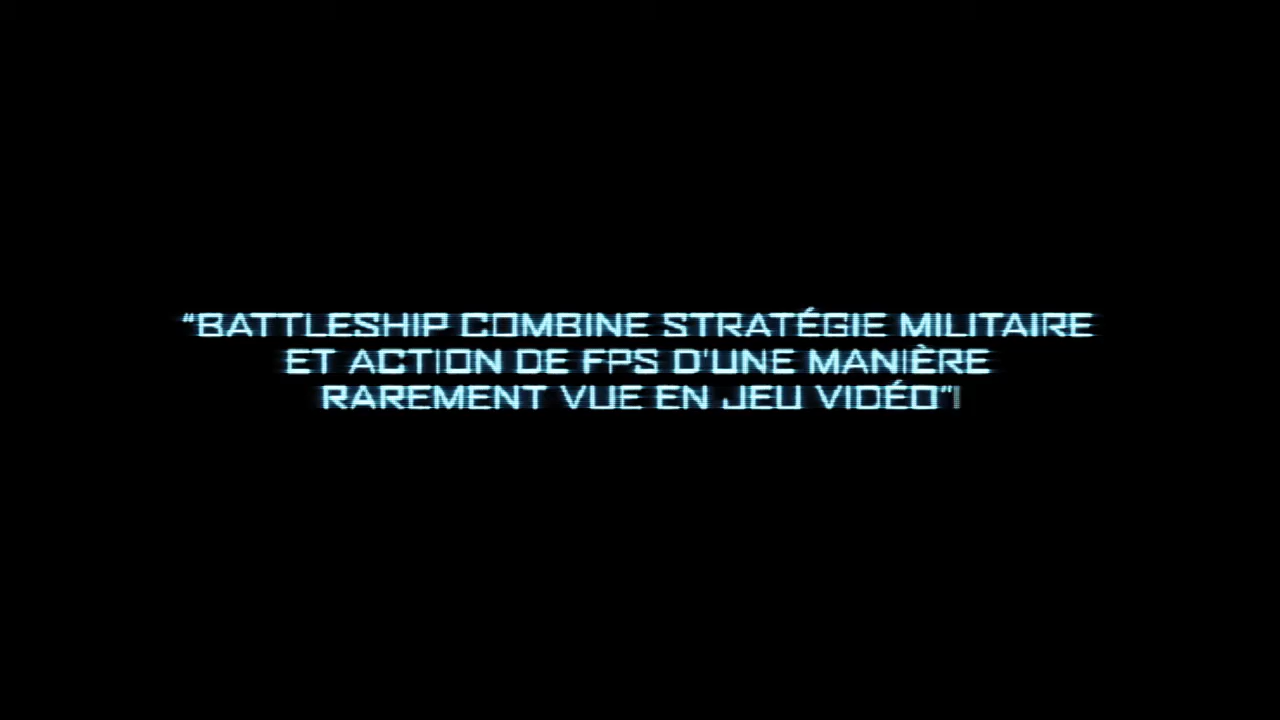 “BATTLESHIP COMBINE STRATÉGIE MILITAIRE
ET ACTION DE FPS D'UNE MANIÈRE
RAREMENT VUE EN JEU VIDÉO”